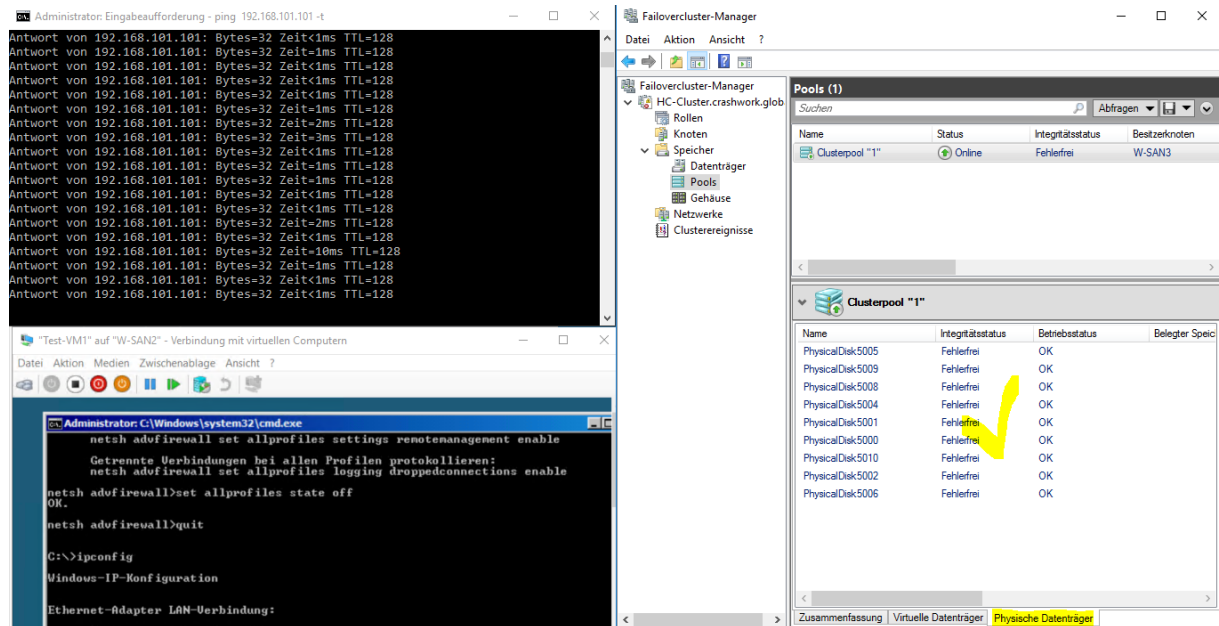 Administrator: Eingabeaufforderung - ping 192.168.101.101 -t
Antwort von 192.168.101.101: Bytes=32 Zeit<1ms TTL=128
Antwort von 192.168.101.101: Bytes=32 Zeit<1ms TTL=128
Antwort von 192.168.101.101: Bytes=32 Zeit<1ms TTL=128
Antwort von 192.168.101.101: Bytes=32 Zeit<1ms TTL=128
Antwort von 192.168.101.101: Bytes=32 Zeit=1ms TTL=128
Antwort von 192.168.101.101: Bytes=32 Zeit<1ms TTL=128
Antwort von 192.168.101.101: Bytes=32 Zeit=2ms TTL=128
Antwort von 192.168.101.101: Bytes=32 Zeit=3ms TTL=128
Antwort von 192.168.101.101: Bytes=32 Zeit<1ms TTL=128
Antwort von 192.168.101.101: Bytes=32 Zeit<1ms TTL=128
Antwort von 192.168.101.101: Bytes=32 Zeit=1ms TTL=128
Antwort von 192.168.101.101: Bytes=32 Zeit<1ms TTL=128
Antwort von 192.168.101.101: Bytes=32 Zeit<1ms TTL=128
Antwort von 192.168.101.101: Bytes=32 Zeit=2ms TTL=128
Antwort von 192.168.101.101: Bytes=32 Zeit<1ms TTL=128
Antwort von 192.168.101.101: Bytes=32 Zeit=10ms TTL=128
Antwort von 192.168.101.101: Bytes=32 Zeit=1ms TTL=128
Antwort von 192.168.101.101: Bytes=32 Zeit<1ms TTL=128
Antwort von 192.168.101.101: Bytes=32 Zeit<1ms TTL=128
"Test-VM1" auf "W-SAN2" - Verbindung mit virtuellen Computern
Datei Aktion Medien Zwischenablage Ansicht ?
Administrator: C:\Windows\system32\cmd.exe
netsh advfirewall set allprofiles settings remotemanagement enable
Getrennte Verbindungen bei allen Profilen protokollieren:
netsh advfirewall set allprofiles logging droppedconnections enable
netsh advfirewall>set allprofiles state off
OK.
netsh advfirewall>quit
C:\>ipconfig
Windows-IP-Konfiguration
Ethernet-Adapter LAN-Verbindung:
Failovercluster-Manager
Datei Aktion Ansicht ?
Failovercluster-Manager
HC-Cluster.crashwork.glob
Rollen
Knoten
Speicher
Datenträger
Pools
Gehäuse
Netzwerke
Clusterereignisse
Pools (1)
Suchen Abfragen
Name Status Integritätsstatus Besitzerknoten
Clusterpool "1" Online Fehlerfrei W-SAN3
Clusterpool "1"
Name Integritätsstatus Betriebsstatus Belegter Speic
PhysicalDisk5005 Fehlerfrei OK
PhysicalDisk5009 Fehlerfrei OK
PhysicalDisk5008 Fehlerfrei OK
PhysicalDisk5004 Fehlerfrei OK
PhysicalDisk5001 Fehlerfrei OK
PhysicalDisk5000 Fehlerfrei OK
PhysicalDisk5010 Fehlerfrei OK
PhysicalDisk5002 Fehlerfrei OK
PhysicalDisk5006 Fehlerfrei OK
Zusammenfassung Virtuelle Datenträger Physische Datenträger